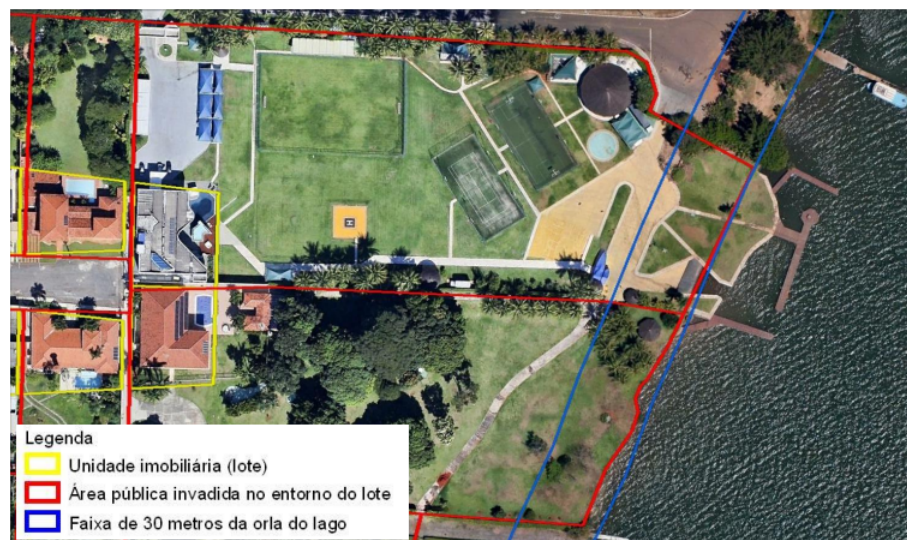 H
Legenda
Unidade imobiliária (lote)
Área pública invadida no entorno do lote
Faixa de 30 metros da orla do lago